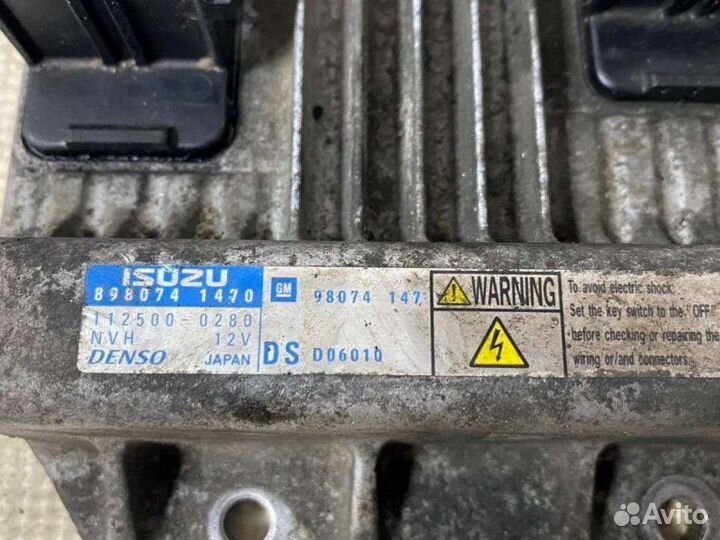 ISUZU
898074 1470
112500-0280
NVH 12V
DENSO JAPAN
GM 98074 147
DS D06010
WARNING
To avoid electric shock:
Set the key switch to the "OFF
before checking or repairing the
wiring or/and connectors.
Avito